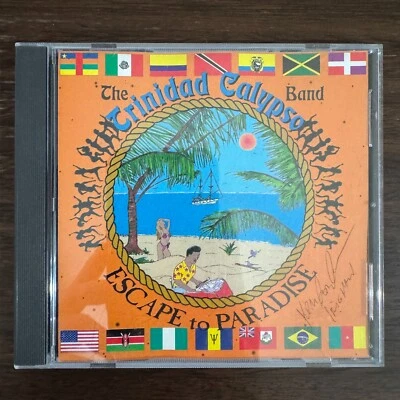 The Trinidad Calypso Band
ESCAPE to PARADISE